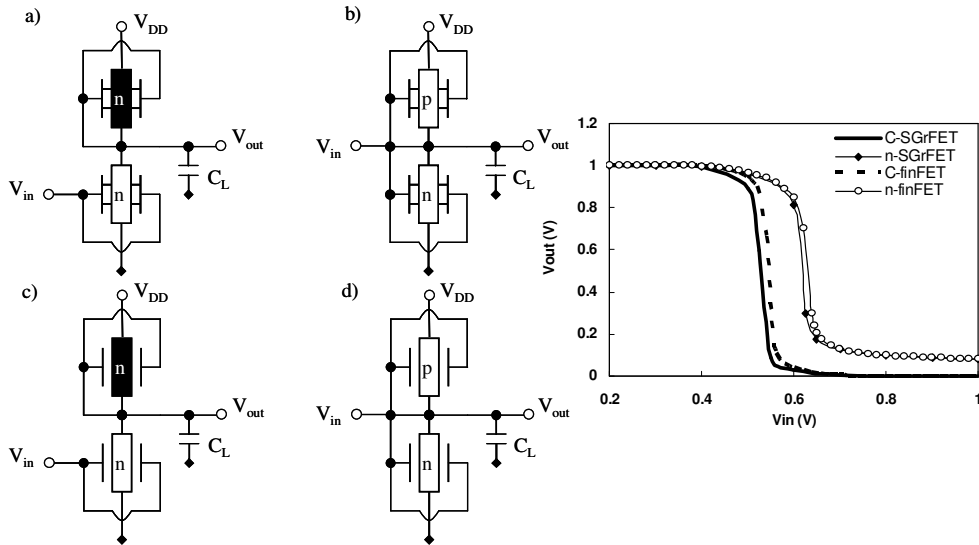 a)
V_DD
n
V_out
V_in
n
C_L
b)
V_DD
p
V_in
V_out
n
C_L
c)
V_DD
n
V_out
V_in
n
C_L
d)
V_DD
p
V_in
V_out
n
C_L
1.2
1
0.8
0.6
0.4
0.2
0
0.2
0.4
0.6
0.8
1
Vout (V)
Vin (V)
C-SGrFET
n-SGrFET
C-finFET
n-finFET